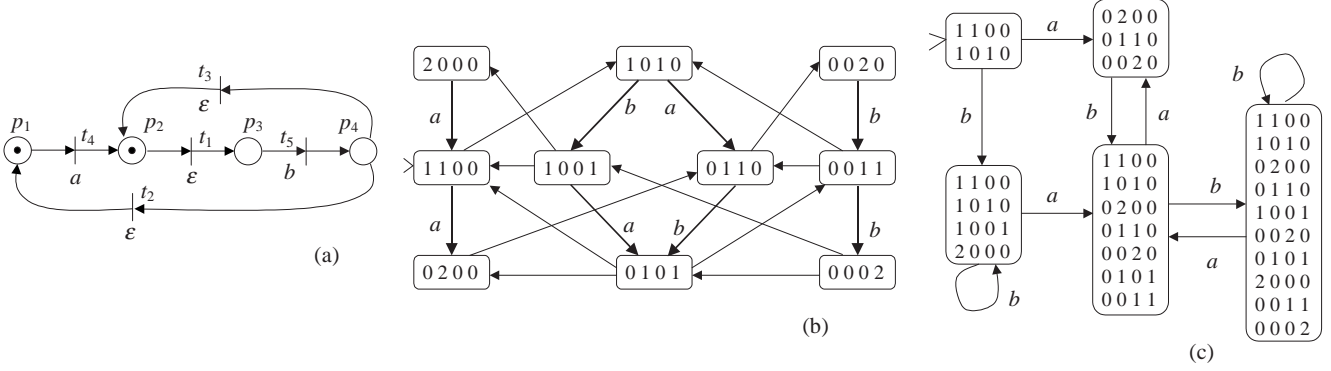 t3
ε
p1
t4
p2
t1
p3
t5
p4
a
ε
b
t2
ε
(a)
2 0 0 0
1 0 1 0
0 0 2 0
a
b
a
b
1 1 0 0
1 0 0 1
0 1 1 0
0 0 1 1
a
a
b
b
0 2 0 0
0 1 0 1
0 0 0 2
(b)
1 1 0 0
1 0 1 0
a
0 2 0 0
0 1 1 0
0 0 2 0
b
b
a
b
1 1 0 0
1 0 1 0
1 0 0 1
2 0 0 0
b
a
1 1 0 0
1 0 1 0
0 2 0 0
0 1 1 0
0 0 2 0
0 1 0 1
0 0 1 1
b
a
1 1 0 0
1 0 1 0
0 2 0 0
0 1 1 0
1 0 0 1
0 0 2 0
0 1 0 1
2 0 0 0
0 0 1 1
0 0 0 2
(c)